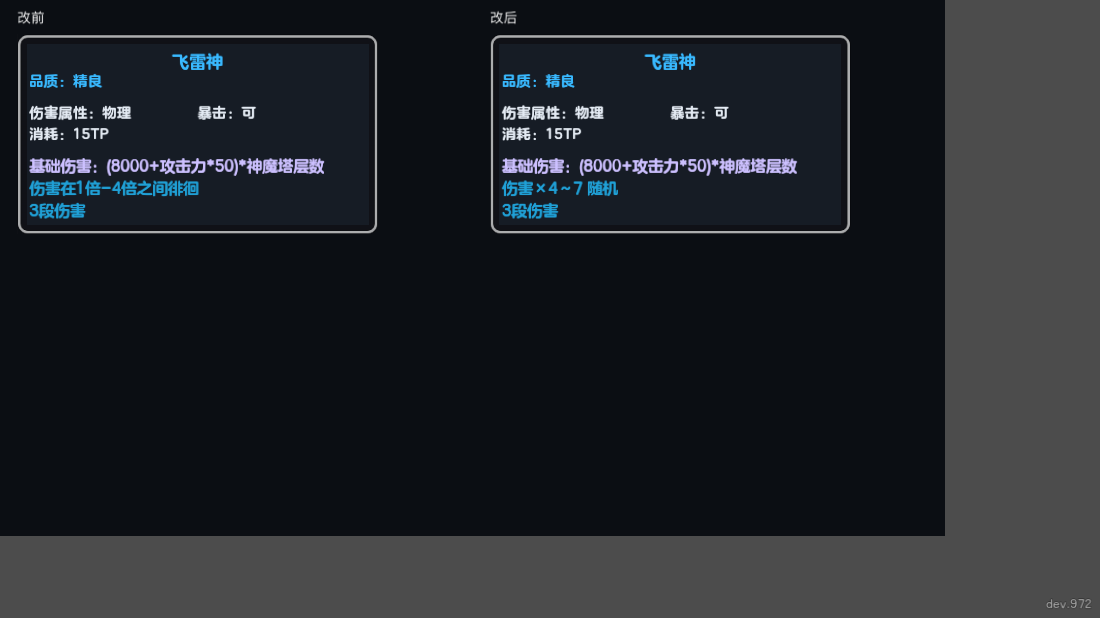 改前
飞雷神
品质：精良
伤害属性：物理 暴击：可
消耗：15TP
基础伤害：(8000+攻击力*50)*神魔塔层数
伤害在1倍-4倍之间徘徊
3段伤害
改后
飞雷神
品质：精良
伤害属性：物理 暴击：可
消耗：15TP
基础伤害：(8000+攻击力*50)*神魔塔层数
伤害×4~7 随机
3段伤害
dev.972